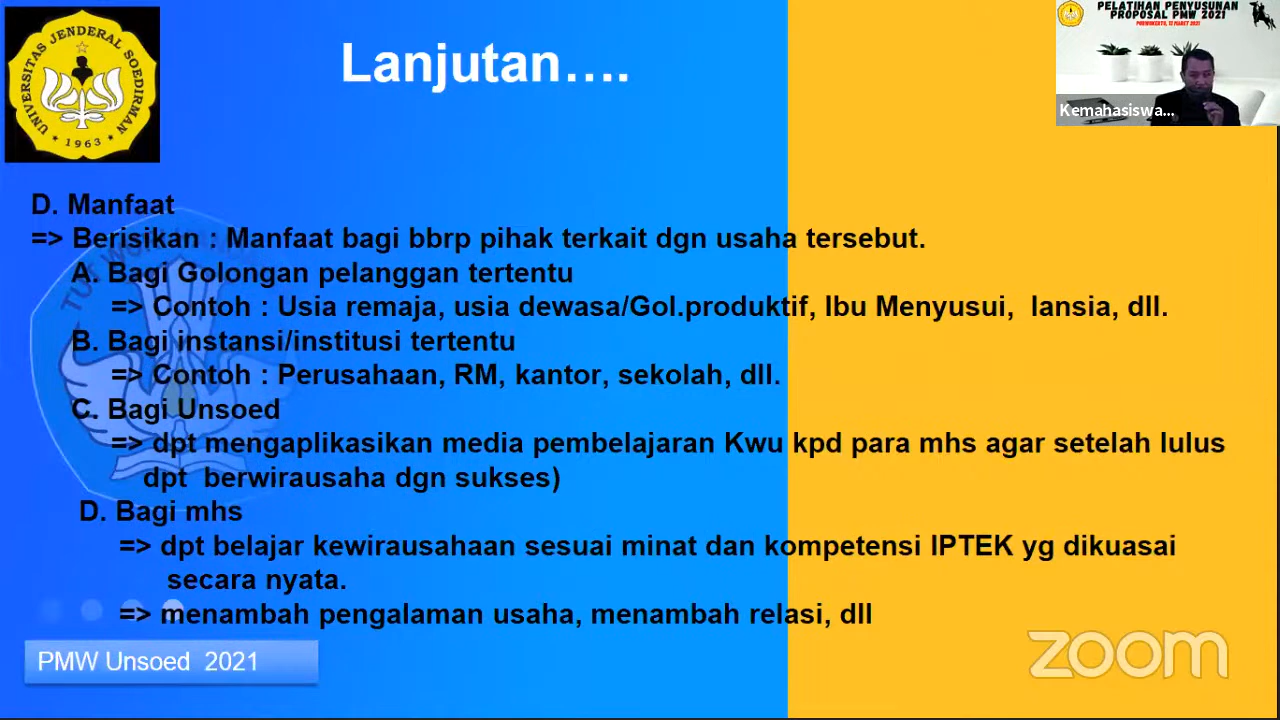 UNIVERSITAS JENDERAL SOEDIRMAN
1963
Lanjutan….
PELATIHAN PENYUSUNAN
PROPOSAL PMW 2021
PURWOKERTO, 13 MARET 2021
Kemahasiswa...
D. Manfaat
=> Berisikan : Manfaat bagi bbrp pihak terkait dgn usaha tersebut.
A. Bagi Golongan pelanggan tertentu
=> Contoh : Usia remaja, usia dewasa/Gol.produktif, Ibu Menyusui, lansia, dll.
B. Bagi instansi/institusi tertentu
=> Contoh : Perusahaan, RM, kantor, sekolah, dll.
C. Bagi Unsoed
=> dpt mengaplikasikan media pembelajaran Kwu kpd para mhs agar setelah lulus
dpt berwirausaha dgn sukses)
D. Bagi mhs
=> dpt belajar kewirausahaan sesuai minat dan kompetensi IPTEK yg dikuasai
secara nyata.
=> menambah pengalaman usaha, menambah relasi, dll
PMW Unsoed 2021
zoom